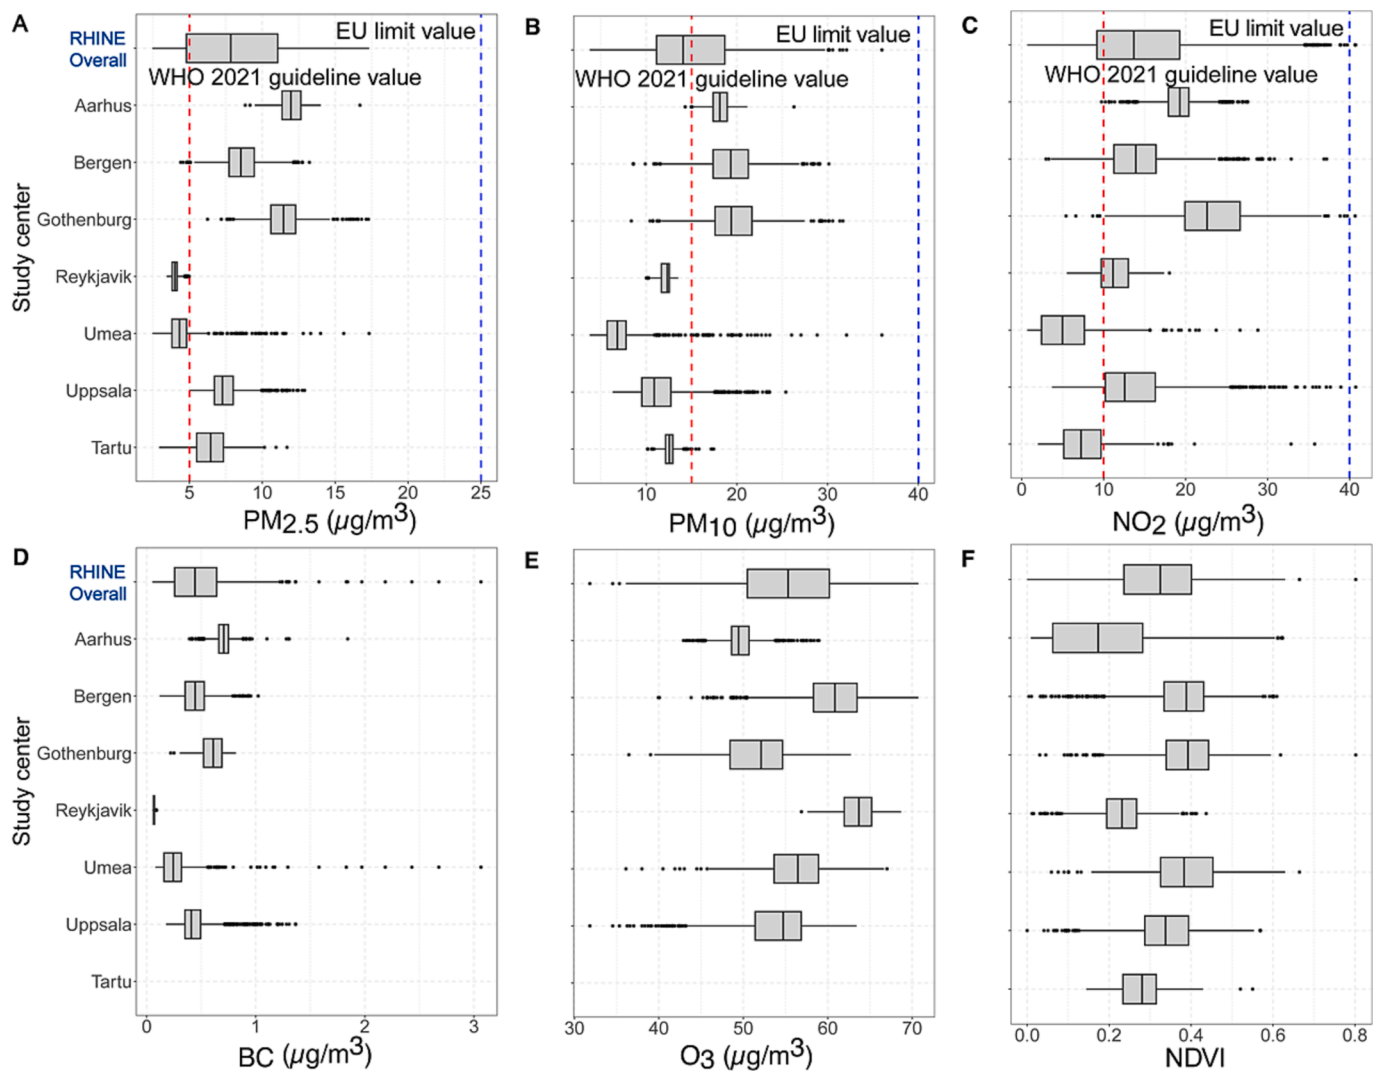 A
RHINE
Overall
EU limit value
WHO 2021 guideline value
Aarhus
Bergen
Gothenburg
Reykjavik
Umea
Uppsala
Tartu
Study center
5 10 15 20 25
PM2.5 (µg/m3)
B
EU limit value
WHO 2021 guideline value
10 20 30 40
PM10 (µg/m3)
C
EU limit value
WHO 2021 guideline value
0 10 20 30 40
NO2 (µg/m3)
D
RHINE
Overall
Aarhus
Bergen
Gothenburg
Reykjavik
Umea
Uppsala
Tartu
Study center
0 1 2 3
BC (µg/m3)
E
30 40 50 60 70
O3 (µg/m3)
F
0.0 0.2 0.4 0.6 0.8
NDVI